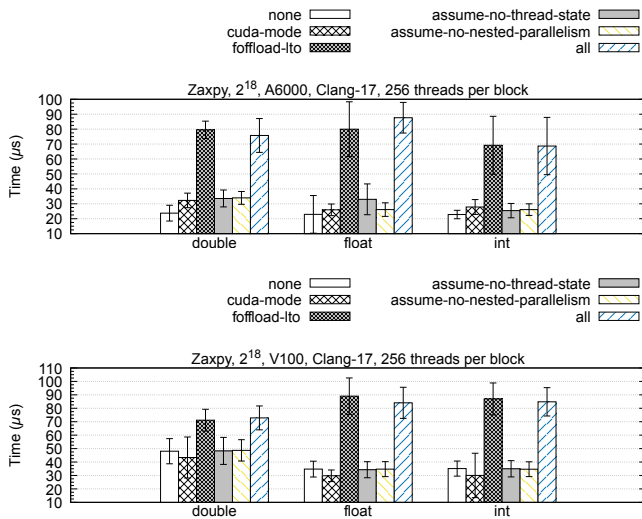 none
cuda-mode
foffload-lto
assume-no-thread-state
assume-no-nested-parallelism
all
Zaxpy, 2^18, A6000, Clang-17, 256 threads per block
Time (µs)
100
90
80
70
60
50
40
30
20
10
double float int
none
cuda-mode
foffload-lto
assume-no-thread-state
assume-no-nested-parallelism
all
Zaxpy, 2^18, V100, Clang-17, 256 threads per block
Time (µs)
110
100
90
80
70
60
50
40
30
20
10
double float int